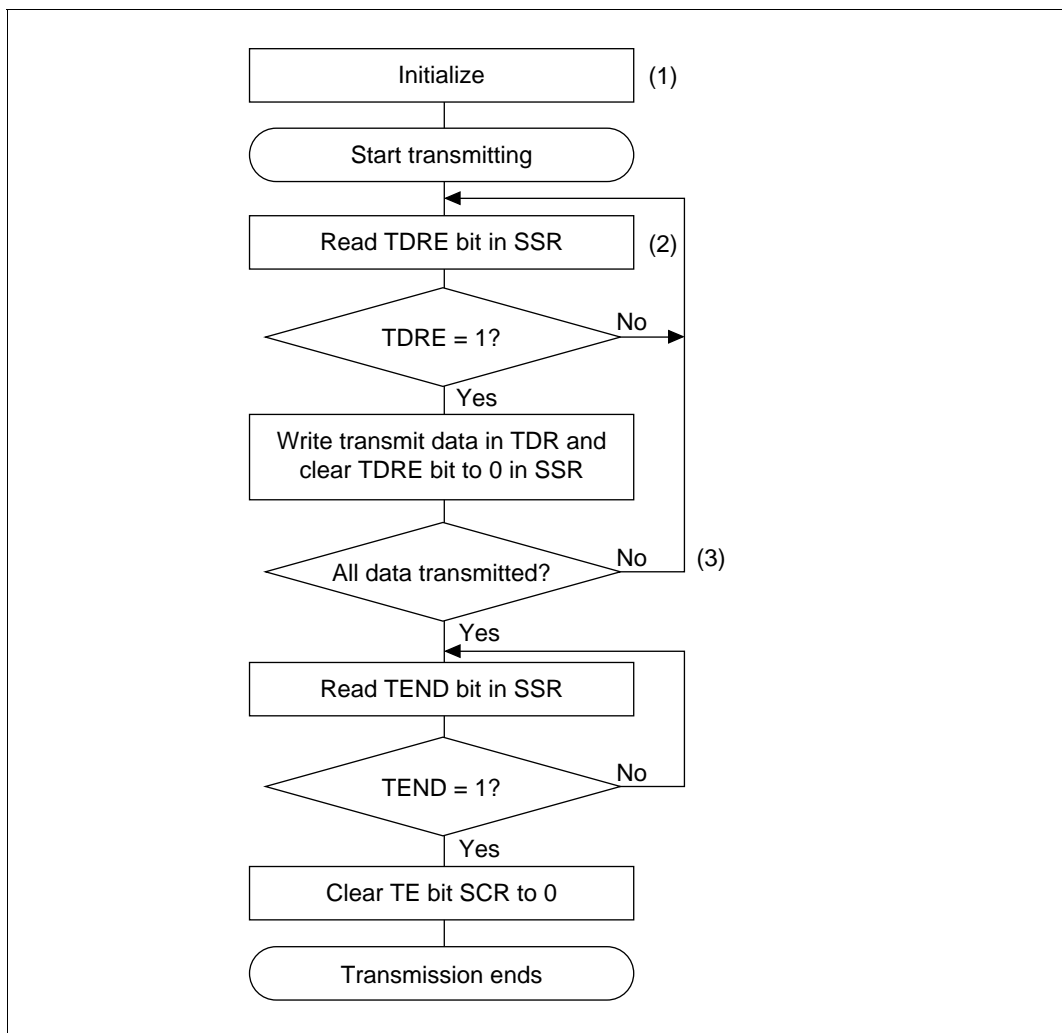 Initialize
(1)
Start transmitting
Read TDRE bit in SSR
(2)
TDRE = 1?
No
Yes
Write transmit data in TDR and
clear TDRE bit to 0 in SSR
All data transmitted?
No
(3)
Yes
Read TEND bit in SSR
TEND = 1?
No
Yes
Clear TE bit SCR to 0
Transmission ends